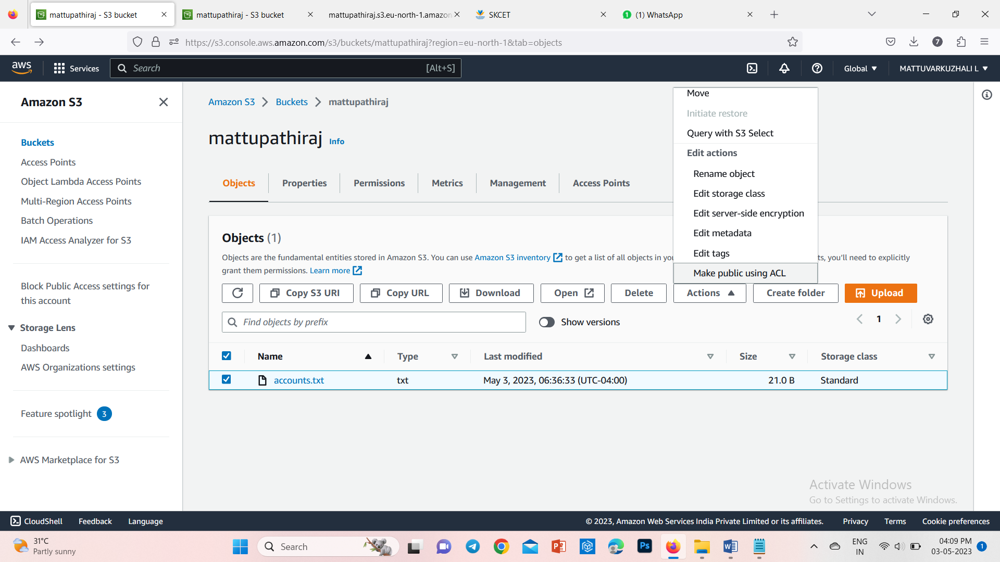 mattupathiraj - S3 bucket
mattupathiraj - S3 bucket
mattupathiraj.s3.eu-north-1.amazon
SKCET
(1) WhatsApp
https://s3.console.aws.amazon.com/s3/buckets/mattupathiraj?region=eu-north-1&tab=objects
7
aws
Services
Search
[Alt+S]
Global
MATTUVARKUZHALI L
Amazon S3
Buckets
Access Points
Object Lambda Access Points
Multi-Region Access Points
Batch Operations
IAM Access Analyzer for S3
Block Public Access settings for
this account
Storage Lens
Dashboards
AWS Organizations settings
Feature spotlight 3
AWS Marketplace for S3
Amazon S3 > Buckets > mattupathiraj
mattupathiraj Info
Objects
Properties
Permissions
Metrics
Management
Access Points
Move
Initiate restore
Query with S3 Select
Edit actions
Rename object
Edit storage class
Edit server-side encryption
Edit metadata
Edit tags
Make public using ACL
Objects (1)
Objects are the fundamental entities stored in Amazon S3. You can use Amazon S3 inventory to get a list of all objects in you ts, you'll need to explicitly
grant them permissions. Learn more
Copy S3 URI
Copy URL
Download
Open
Delete
Actions
Create folder
Upload
Find objects by prefix
Show versions
1
Name
Type
Last modified
Size
Storage class
accounts.txt
txt
May 3, 2023, 06:36:33 (UTC-04:00)
21.0 B
Standard
Activate Windows
Go to Settings to activate Windows.
CloudShell
Feedback
Language
© 2023, Amazon Web Services India Private Limited or its affiliates.
Privacy
Terms
Cookie preferences
31°C
Partly sunny
Search
Ps
ENG
IN
04:09 PM
03-05-2023
1